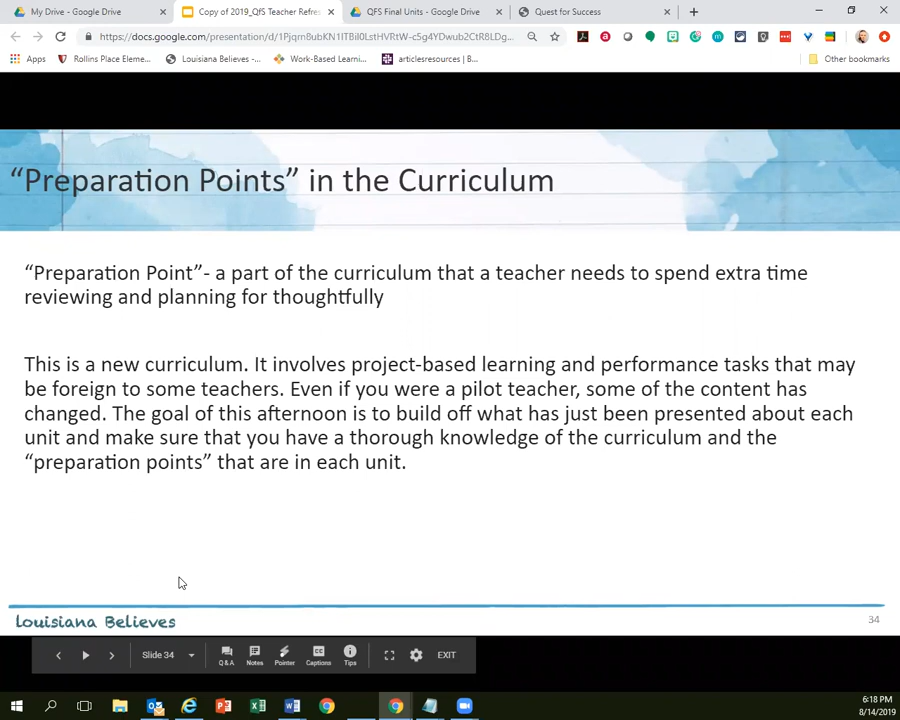 My Drive - Google Drive
Copy of 2019_QfS Teacher Refres
QFS Final Units - Google Drive
Quest for Success
Apps
Rollins Place Eleme...
Louisiana Believes -...
Work-Based Learni...
articlesresources | B...
Other bookmarks
"Preparation Points" in the Curriculum
"Preparation Point"- a part of the curriculum that a teacher needs to spend extra time
reviewing and planning for thoughtfully
This is a new curriculum. It involves project-based learning and performance tasks that may
be foreign to some teachers. Even if you were a pilot teacher, some of the content has
changed. The goal of this afternoon is to build off what has just been presented about each
unit and make sure that you have a thorough knowledge of the curriculum and the
"preparation points" that are in each unit.
Louisiana Believes
34
Slide 34
Q & A
Notes
Pointer
Captions
Tips
EXIT
6:18 PM
8/14/2019